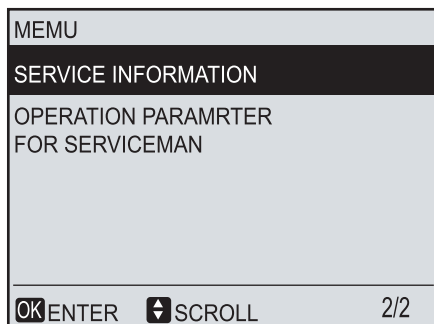 MEMU
SERVICE INFORMATION
OPERATION PARAMRTER
FOR SERVICEMAN
OK ENTER SCROLL 2/2